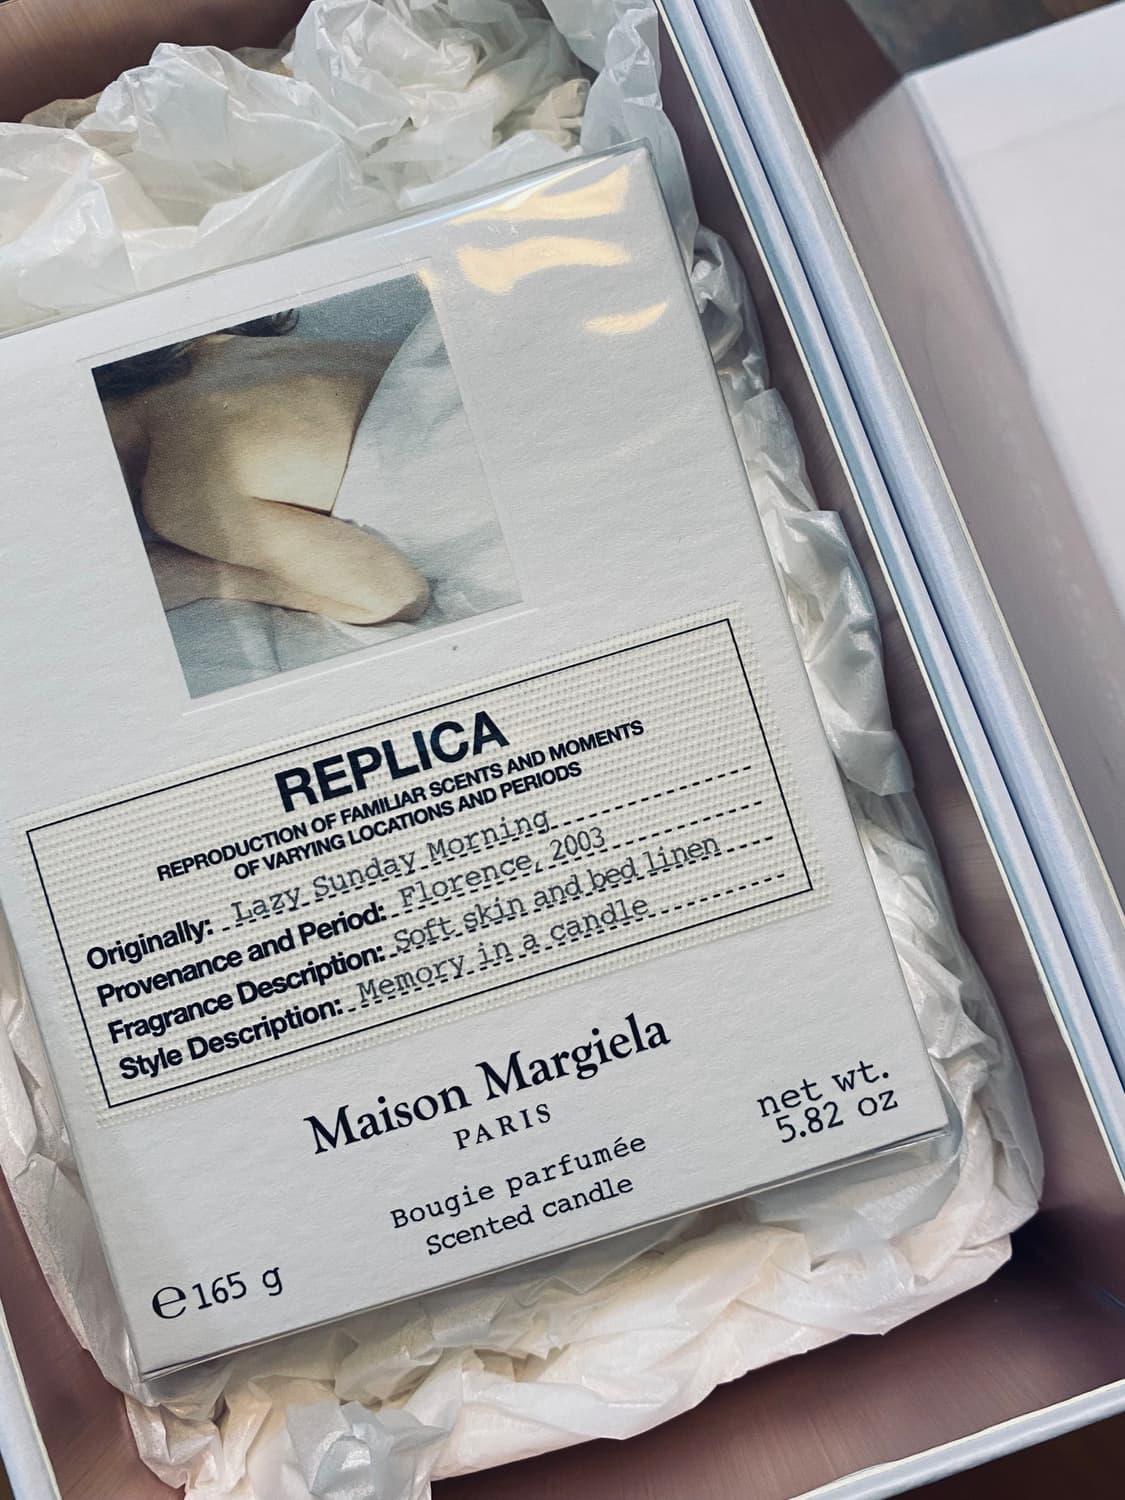 REPLICA
REPRODUCTION OF FAMILIAR SCENTS AND MOMENTS
OF VARYING LOCATIONS AND PERIODS
Originally: Lazy Sunday Morning
Provenance and Period: Florence, 2003
Fragrance Description: Soft skin and bed linen
Style Description: Memory in a candle
Maison Margiela
PARIS
Bougie parfumée
Scented candle
net wt.
5.82 oz
℮165 g